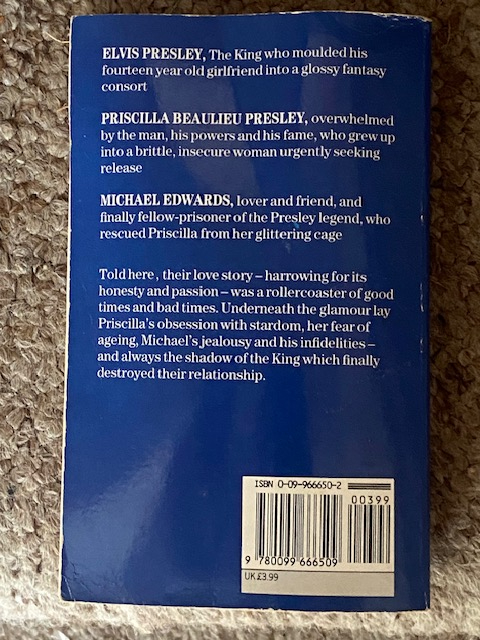 ELVIS PRESLEY, The King who moulded his
fourteen year old girlfriend into a glossy fantasy
consort
PRISCILLA BEAULIEU PRESLEY, overwhelmed
by the man, his powers and his fame, who grew up
into a brittle, insecure woman urgently seeking
release
MICHAEL EDWARDS, lover and friend, and
finally fellow-prisoner of the Presley legend, who
rescued Priscilla from her glittering cage
Told here, their love story – harrowing for its
honesty and passion – was a rollercoaster of good
times and bad times. Underneath the glamour lay
Priscilla's obsession with stardom, her fear of
ageing, Michael's jealousy and his infidelities –
and always the shadow of the King which finally
destroyed their relationship.
ISBN 0-09-966650-2
00399
9 780099 666509
UK £3.99